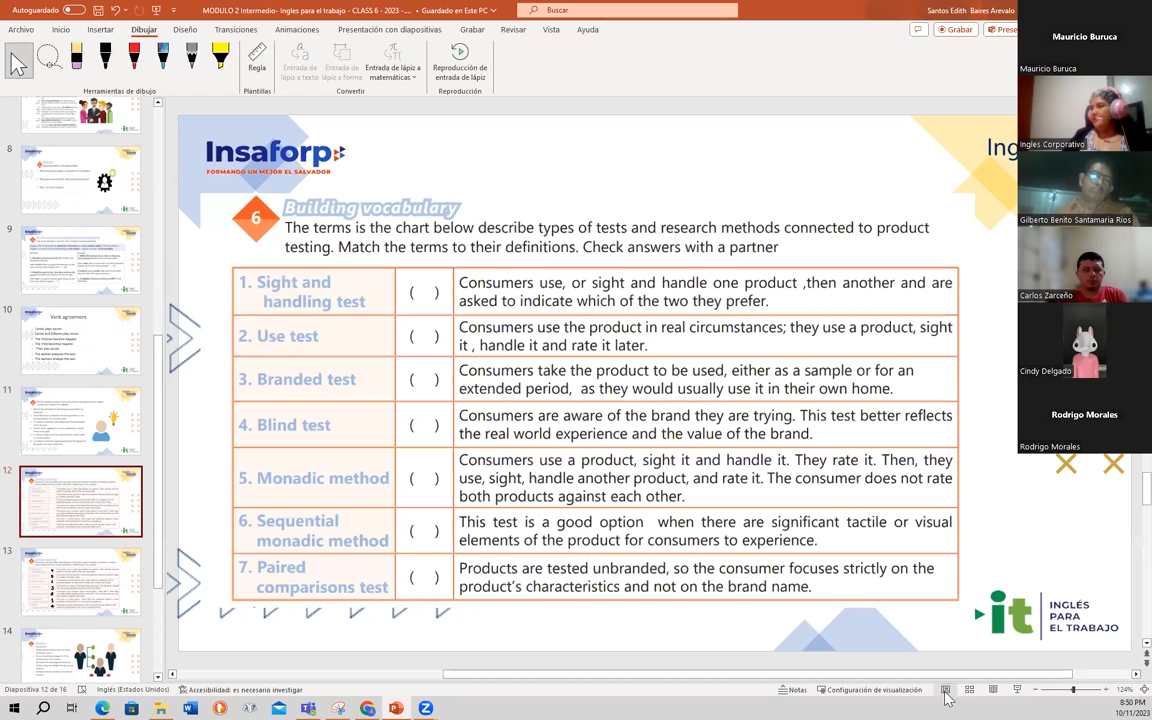 Autoguardado
MODULO 2 Intermedio- Ingles para el trabajo - CLASS 6 - 2023 -... • Guardado en Este PC
Buscar
Santos Edith Baires Arevalo
Archivo
Inicio
Insertar
Dibujar
Diseño
Transiciones
Animaciones
Presentación con diapositivas
Grabar
Revisar
Vista
Ayuda
Grabar
Prese
Regla
Entrada de lápiz a texto
Entrada de lápiz a forma
Entrada de lápiz a matemáticas
Reproducción de entrada de lápiz
Herramientas de dibujo
Plantillas
Convertir
Reproducción
Mauricio Buruca
Mauricio Buruca
Ingles Corporativo
Gilberto Benito Santamaria Rios
Carlos Zarceño
Cindy Delgado
Rodrigo Morales
Rodrigo Morales
8
9
10
Verb agreement
11
12
13
14
Insaforp
FORMANDO UN MEJOR EL SALVADOR
Ing
6
Building vocabulary
The terms is the chart below describe types of tests and research methods connected to product
testing. Match the terms to their definitions. Check answers with a partner
1. Sight and handling test ( ) Consumers use, or sight and handle one product ,then another and are
asked to indicate which of the two they prefer.
2. Use test ( ) Consumers use the product in real circumstances; they use a product, sight
it , handle it and rate it later.
3. Branded test ( ) Consumers take the product to be used, either as a sample or for an
extended period, as they would usually use it in their own home.
4. Blind test ( ) Consumers are aware of the brand they are trying. This test better reflects
the real world experience and the value of the brand.
5. Monadic method ( ) Consumers use a product, sight it and handle it. They rate it. Then, they
use, sight, handle another product, and rate it. The consumer does not rate
both products against each other.
6. Sequential monadic method ( ) This test is a good option when there are significant tactile or visual
elements of the product for consumers to experience.
7. Paired comparisons test ( ) Products are tested unbranded, so the consumer focuses strictly on the
product characteristics and not on the brand name.
it
INGLÉS
PARA
EL TRABAJO
Diapositiva 12 de 16
Inglés (Estados Unidos)
Accesibilidad: es necesario investigar
Notas
Configuración de visualización
124%
8:50 PM
10/11/2023